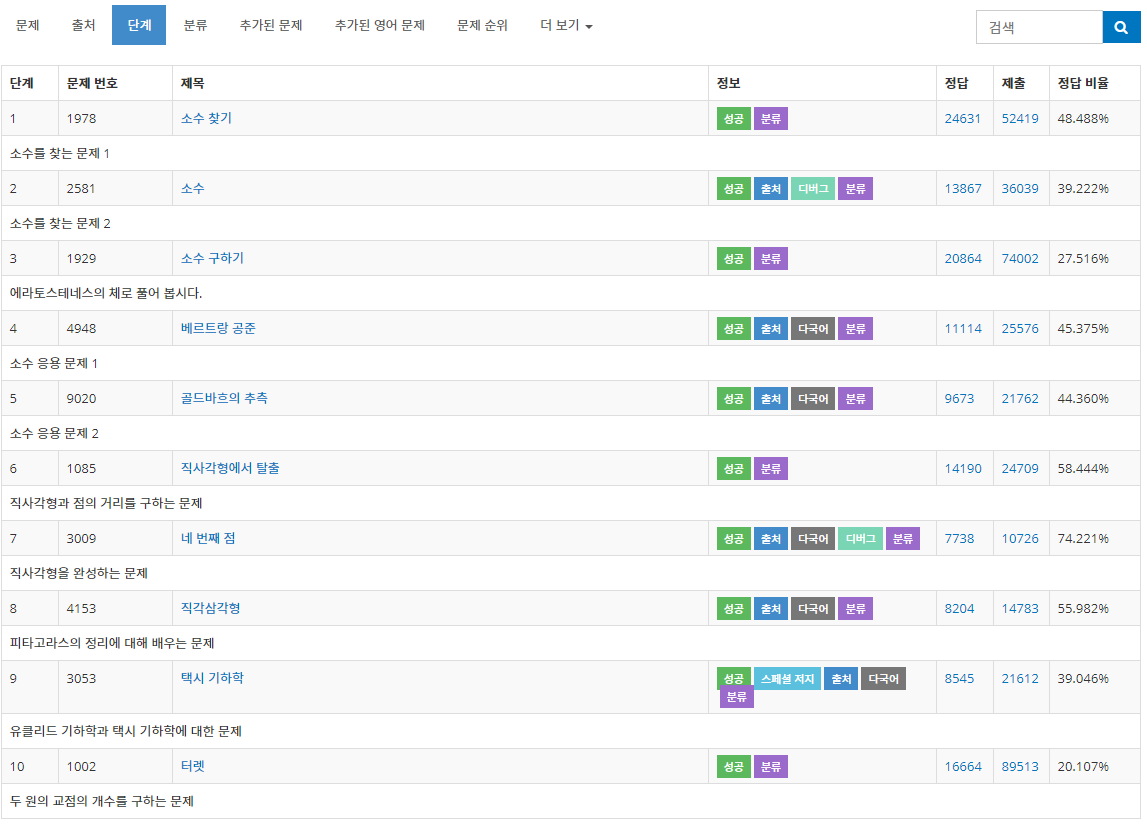 문제 출처 단계 분류 추가된 문제 추가된 영어 문제 문제 순위 더 보기 검색
단계 문제 번호 제목 정보 정답 제출 정답 비율
1 1978 소수 찾기 성공 분류 24631 52419 48.488%
소수를 찾는 문제 1
2 2581 소수 성공 출처 디버그 분류 13867 36039 39.222%
소수를 찾는 문제 2
3 1929 소수 구하기 성공 분류 20864 74002 27.516%
에라토스테네스의 체로 풀어 봅시다.
4 4948 베르트랑 공준 성공 출처 다국어 분류 11114 25576 45.375%
소수 응용 문제 1
5 9020 골드바흐의 추측 성공 출처 다국어 분류 9673 21762 44.360%
소수 응용 문제 2
6 1085 직사각형에서 탈출 성공 분류 14190 24709 58.444%
직사각형과 점의 거리를 구하는 문제
7 3009 네 번째 점 성공 출처 다국어 디버그 분류 7738 10726 74.221%
직사각형을 완성하는 문제
8 4153 직각삼각형 성공 출처 다국어 분류 8204 14783 55.982%
피타고라스의 정리에 대해 배우는 문제
9 3053 택시 기하학 성공 스페셜 저지 출처 다국어 8545 21612 39.046%
분류
유클리드 기하학과 택시 기하학에 대한 문제
10 1002 터렛 성공 분류 16664 89513 20.107%
두 원의 교점의 개수를 구하는 문제